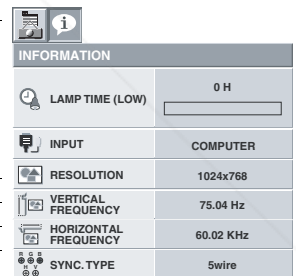 INFORMATION
LAMP TIME (LOW)
0 H
INPUT
COMPUTER
RESOLUTION
1024x768
VERTICAL
FREQUENCY
75.04 Hz
HORIZONTAL
FREQUENCY
60.02 KHz
R G B
H V
SYNC. TYPE
5wire